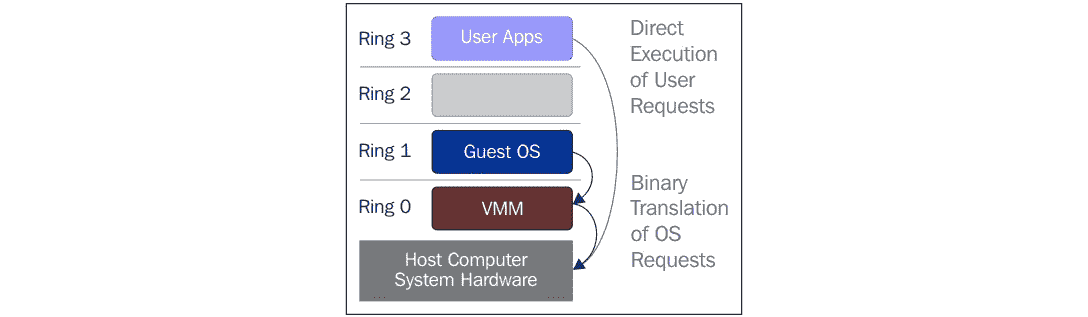 Ring 3
User Apps
Direct
Execution
of User
Requests
Ring 2
Ring 1
Guest OS
Ring 0
VMM
Binary
Translation
of OS
Requests
Host Computer
System Hardware
... ....